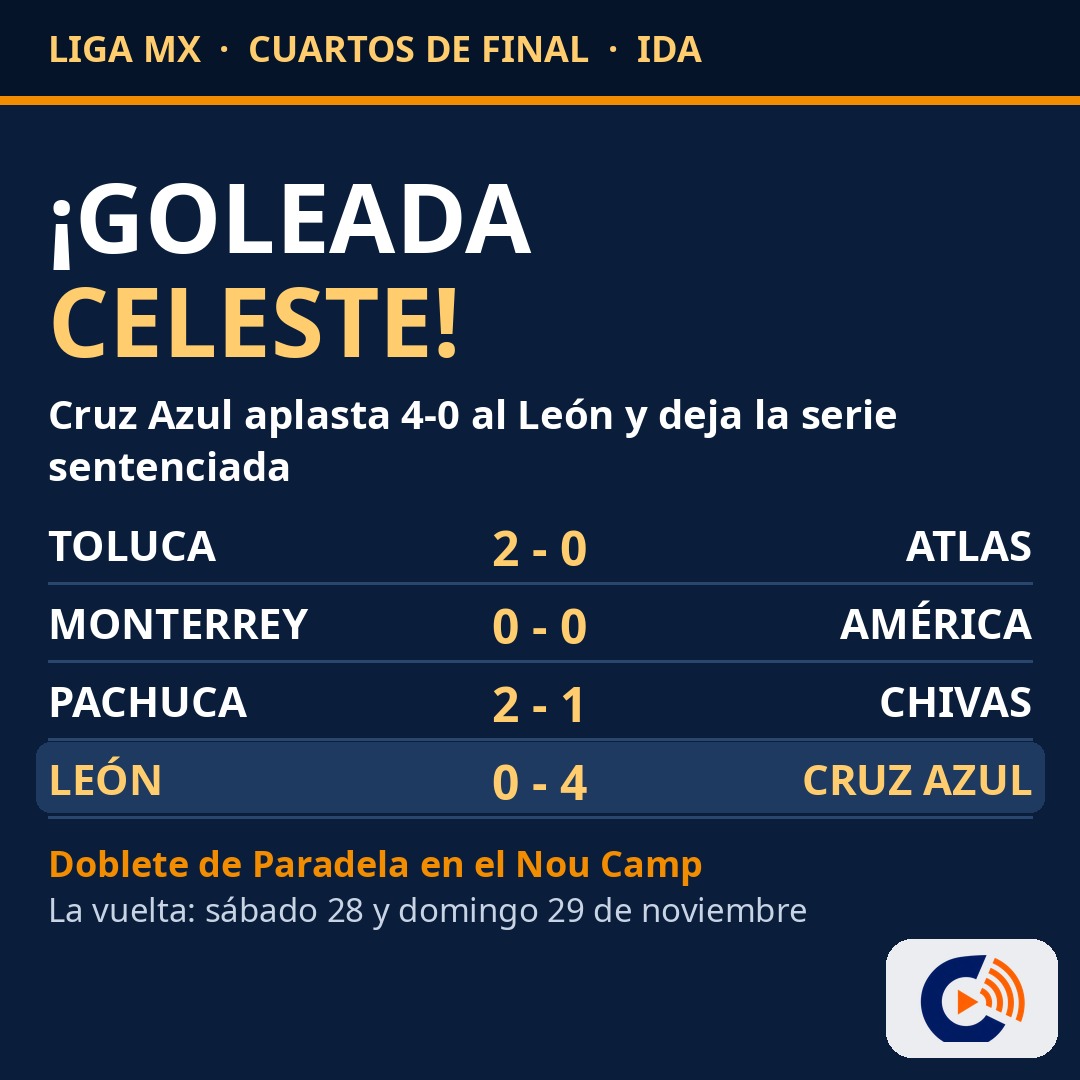 LIGA MX · CUARTOS DE FINAL · IDA
¡GOLEADA
CELESTE!
Cruz Azul aplasta 4-0 al León y deja la serie
sentenciada
TOLUCA 2 - 0 ATLAS
MONTERREY 0 - 0 AMÉRICA
PACHUCA 2 - 1 CHIVAS
LEÓN 0 - 4 CRUZ AZUL
Doblete de Paradela en el Nou Camp
La vuelta: sábado 28 y domingo 29 de noviembre